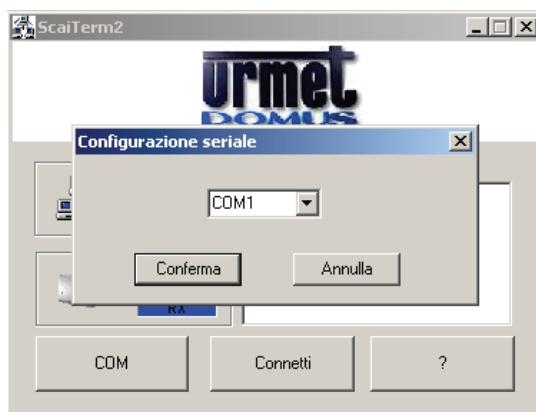 ScaiTerm2
urmet
DOMUS
Configurazione seriale
COM1
Conferma
Annulla
RX
COM
Connetti
?